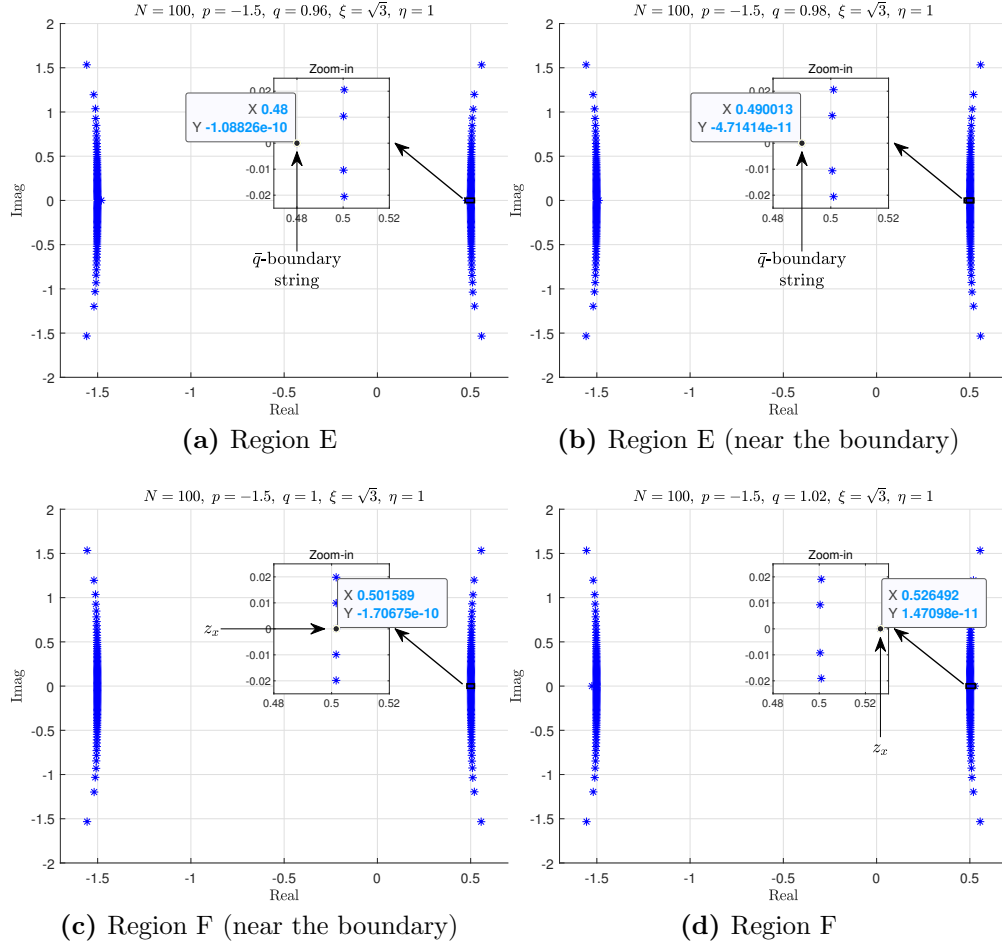 N = 100, p = −1.5, q = 0.96, ξ = √3, η = 1
2
1.5
1
0.5
0
-0.5
-1
-1.5
-2
Imag
-1.5 -1 -0.5 0 0.5
Real
Zoom-in
0.02
0.01
0
-0.01
-0.02
0.48 0.5 0.52
X 0.48
Y -1.08826e-10
q̄-boundary
string
(a) Region E
N = 100, p = −1.5, q = 0.98, ξ = √3, η = 1
2
1.5
1
0.5
0
-0.5
-1
-1.5
-2
Imag
-1.5 -1 -0.5 0 0.5
Real
Zoom-in
0.02
0.01
0
-0.01
-0.02
0.48 0.5 0.52
X 0.490013
Y -4.71414e-11
q̄-boundary
string
(b) Region E (near the boundary)
N = 100, p = −1.5, q = 1, ξ = √3, η = 1
2
1.5
1
0.5
0
-0.5
-1
-1.5
-2
Imag
-1.5 -1 -0.5 0 0.5
Real
Zoom-in
0.02
0.01
0
-0.01
-0.02
0.48 0.5 0.52
X 0.501589
Y -1.70675e-10
z_x
(c) Region F (near the boundary)
N = 100, p = −1.5, q = 1.02, ξ = √3, η = 1
2
1.5
1
0.5
0
-0.5
-1
-1.5
-2
Imag
-1.5 -1 -0.5 0 0.5
Real
Zoom-in
0.02
0.01
0
-0.01
-0.02
0.48 0.5 0.52
X 0.526492
Y 1.47098e-11
z_x
(d) Region F